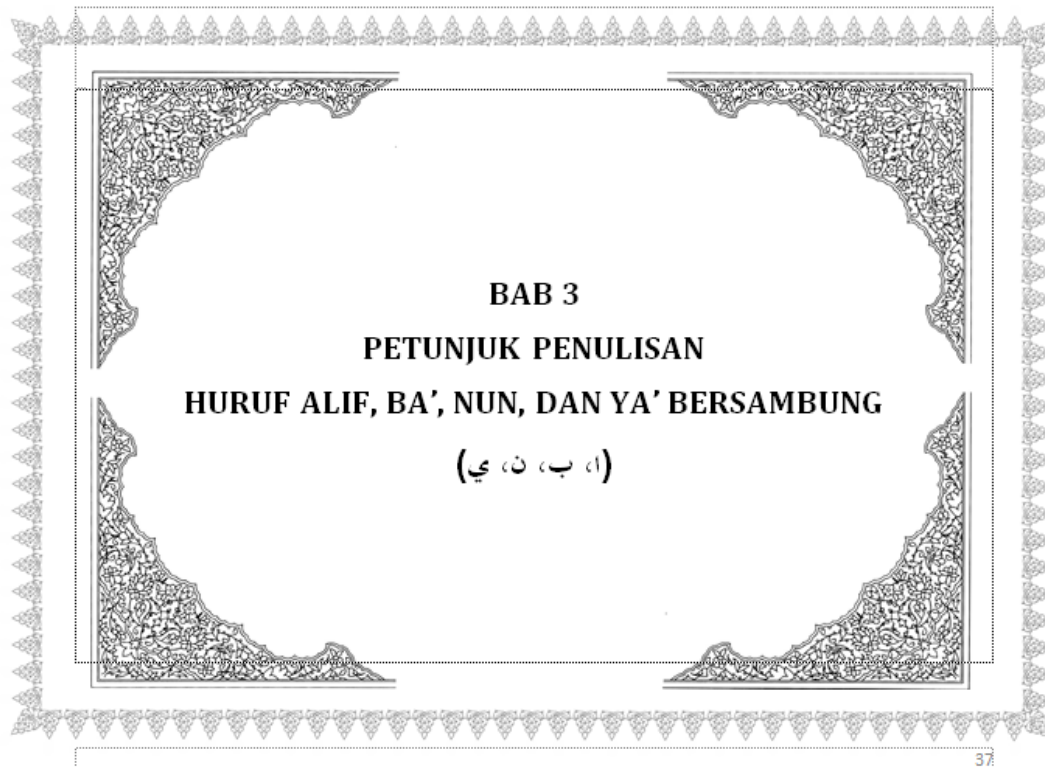 BAB 3
PETUNJUK PENULISAN
HURUF ALIF, BA’, NUN, DAN YA’ BERSAMBUNG
(ا، ب، ن، ي)
37